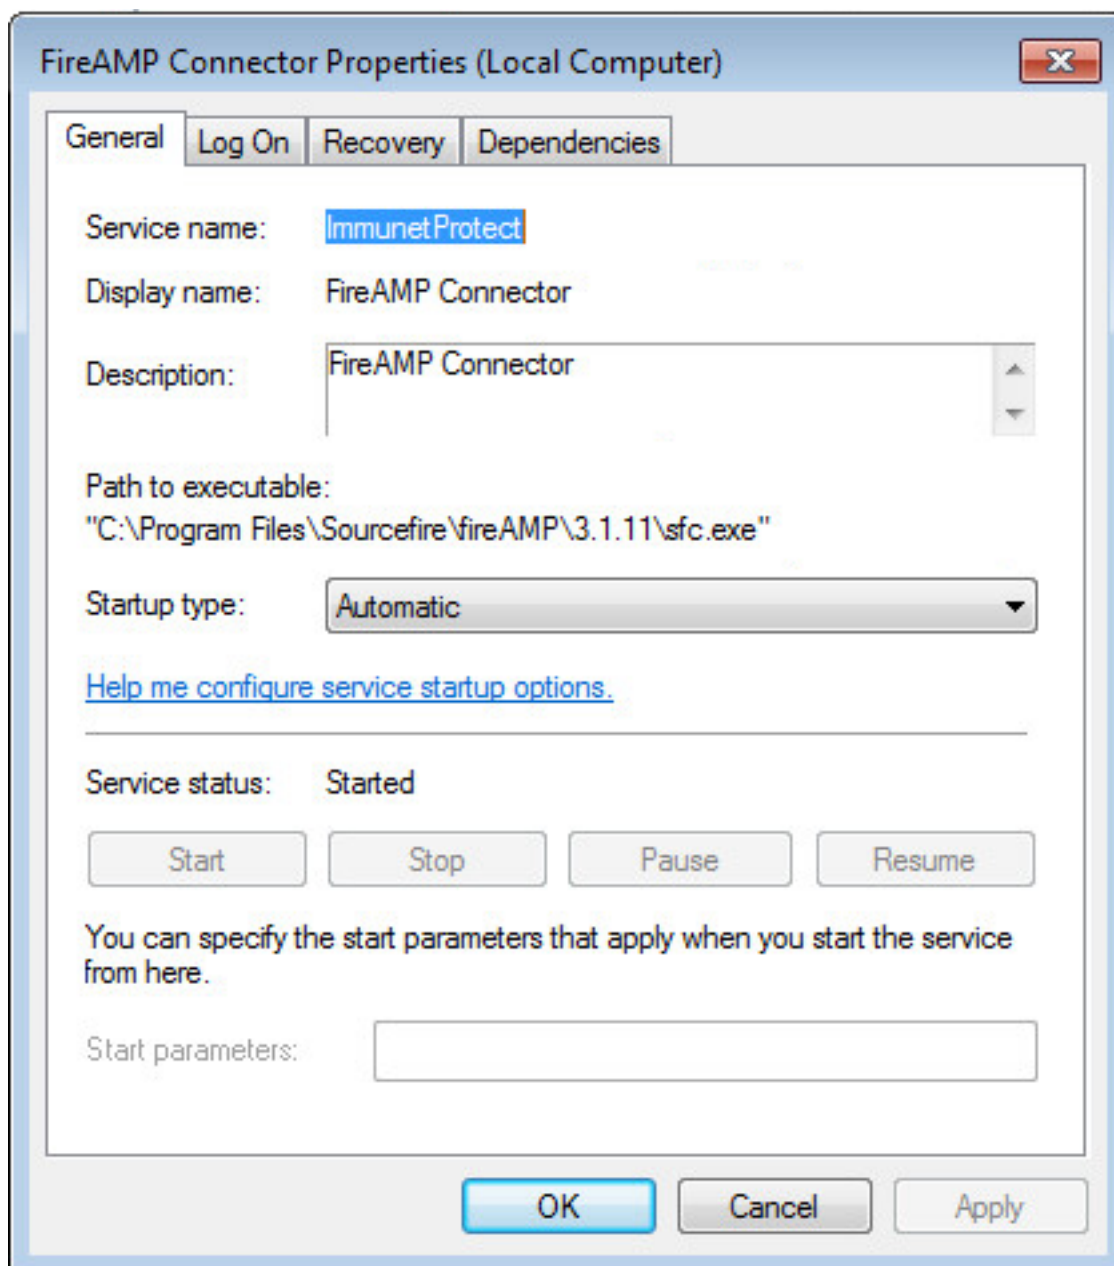 FireAMP Connector Properties (Local Computer)
General Log On Recovery Dependencies
Service name: ImmunetProtect
Display name: FireAMP Connector
Description: FireAMP Connector
Path to executable:
"C:\Program Files\Sourcefire\fireAMP\3.1.11\sfc.exe"
Startup type: Automatic
Help me configure service startup options.
Service status: Started
Start Stop Pause Resume
You can specify the start parameters that apply when you start the service
from here.
Start parameters:
OK Cancel Apply